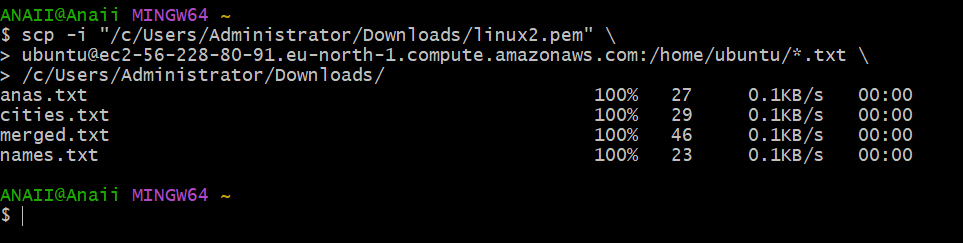 ANAII@Anaii MINGW64 ~
$ scp -i "/c/Users/Administrator/Downloads/linux2.pem" \
> ubuntu@ec2-56-228-80-91.eu-north-1.compute.amazonaws.com:/home/ubuntu/*.txt \
> /c/Users/Administrator/Downloads/
anas.txt 100% 27 0.1KB/s 00:00
cities.txt 100% 29 0.1KB/s 00:00
merged.txt 100% 46 0.1KB/s 00:00
names.txt 100% 23 0.1KB/s 00:00
ANAII@Anaii MINGW64 ~
$